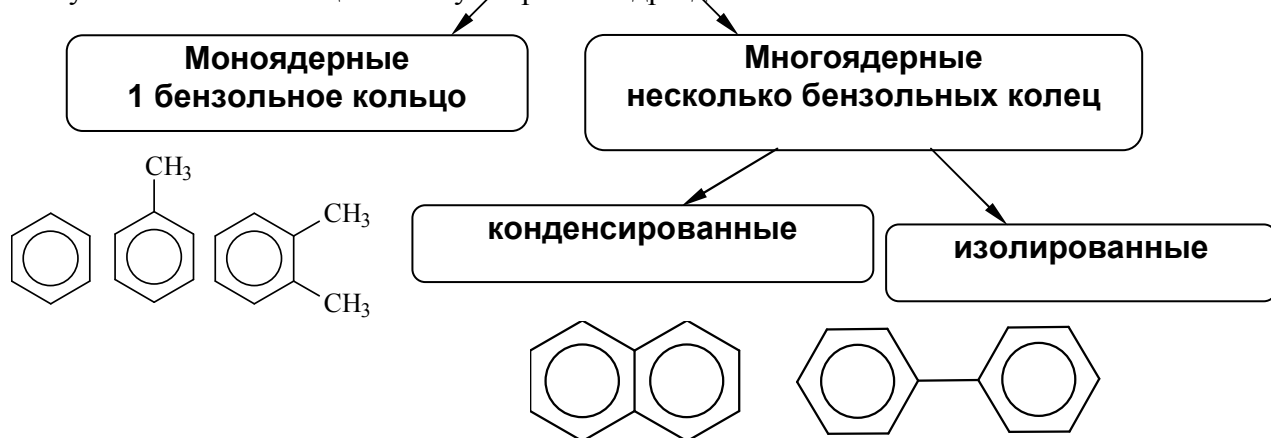 Моноядерные
1 бензольное кольцо
Многоядерные
несколько бензольных колец
CH3
CH3
CH3
конденсированные
изолированные